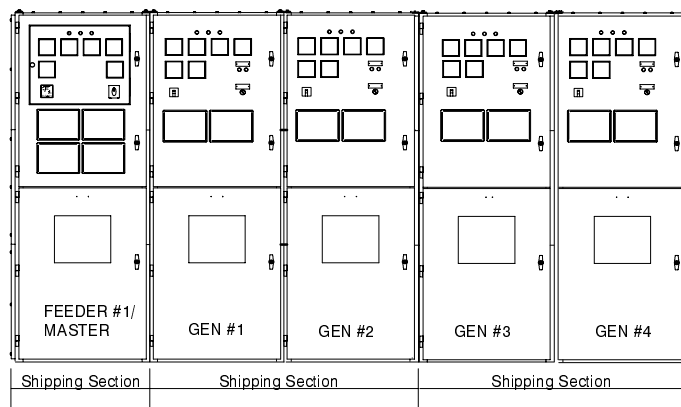 FEEDER #1/
MASTER
GEN #1
GEN #2
GEN #3
GEN #4
Shipping Section
Shipping Section
Shipping Section